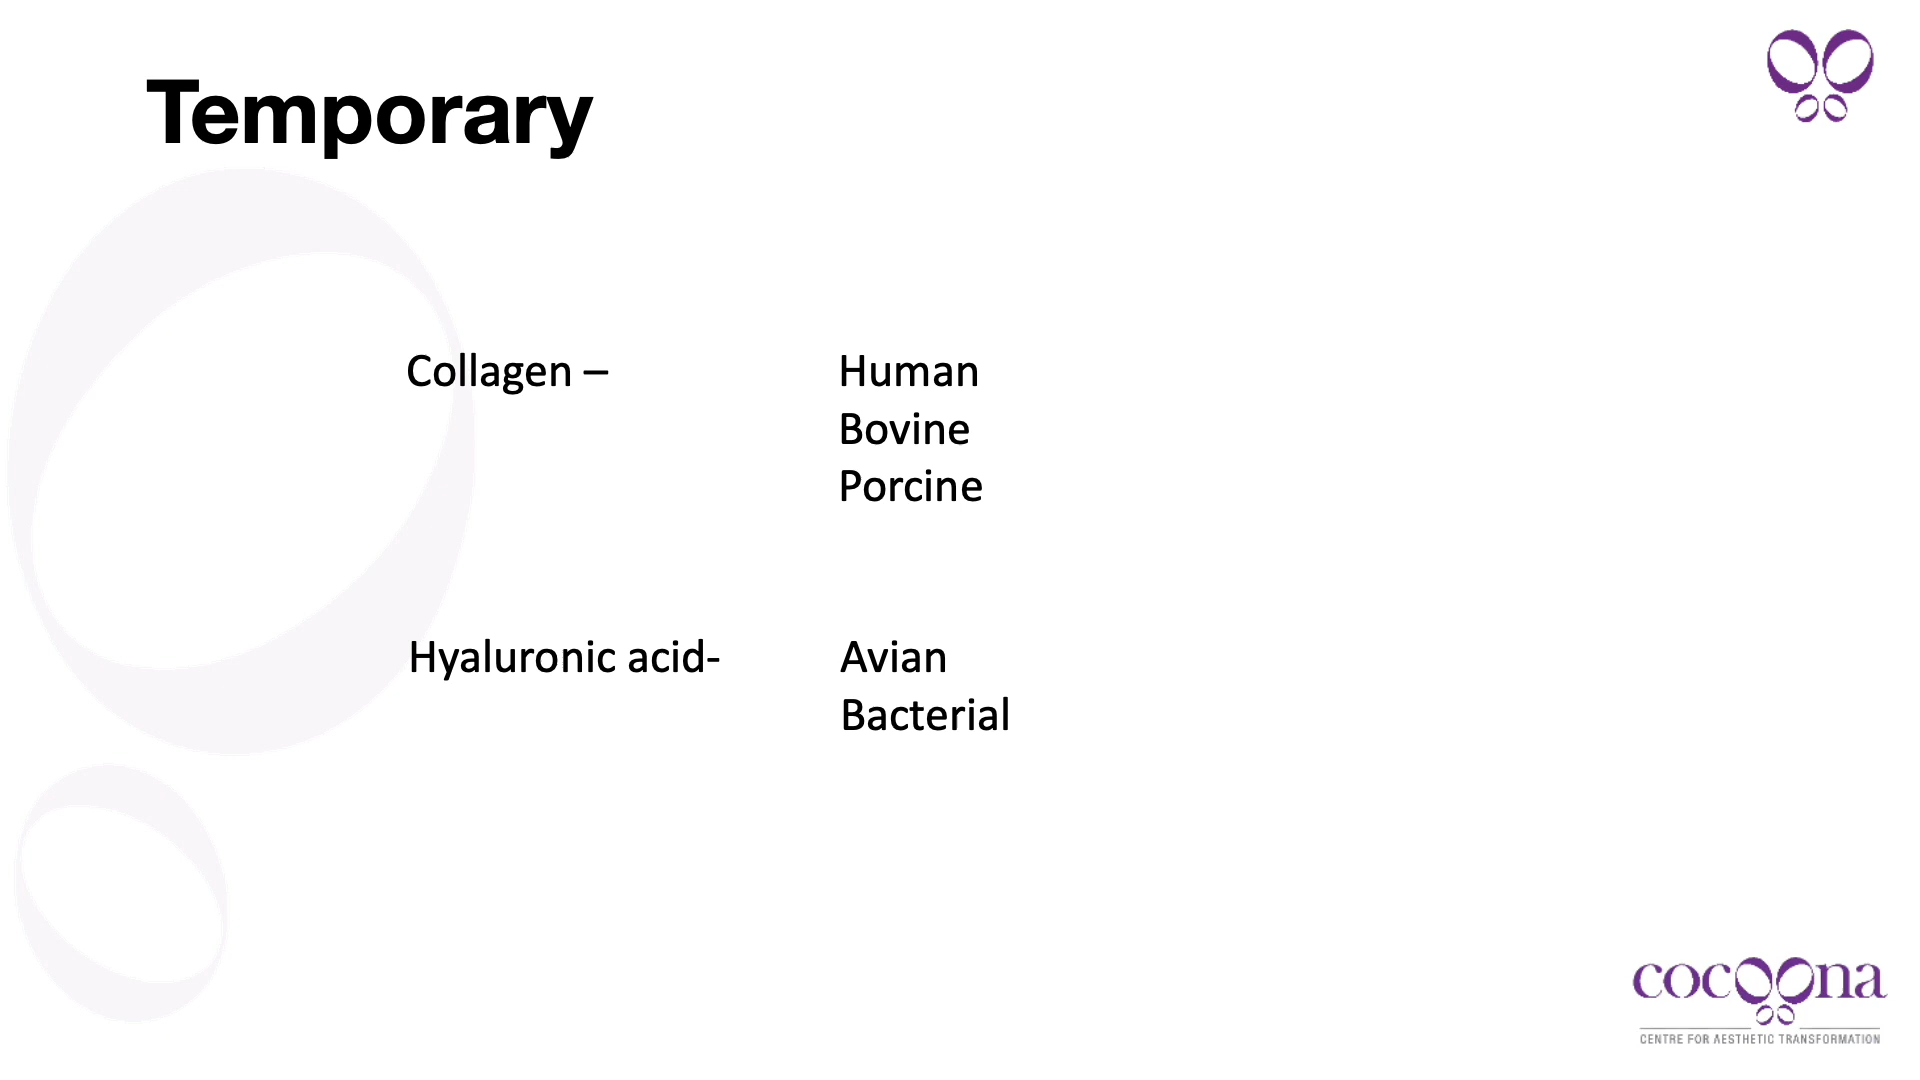 Temporary
Collagen – Human
Bovine
Porcine
Hyaluronic acid- Avian
Bacterial
cocoona
CENTRE FOR AESTHETIC TRANSFORMATION